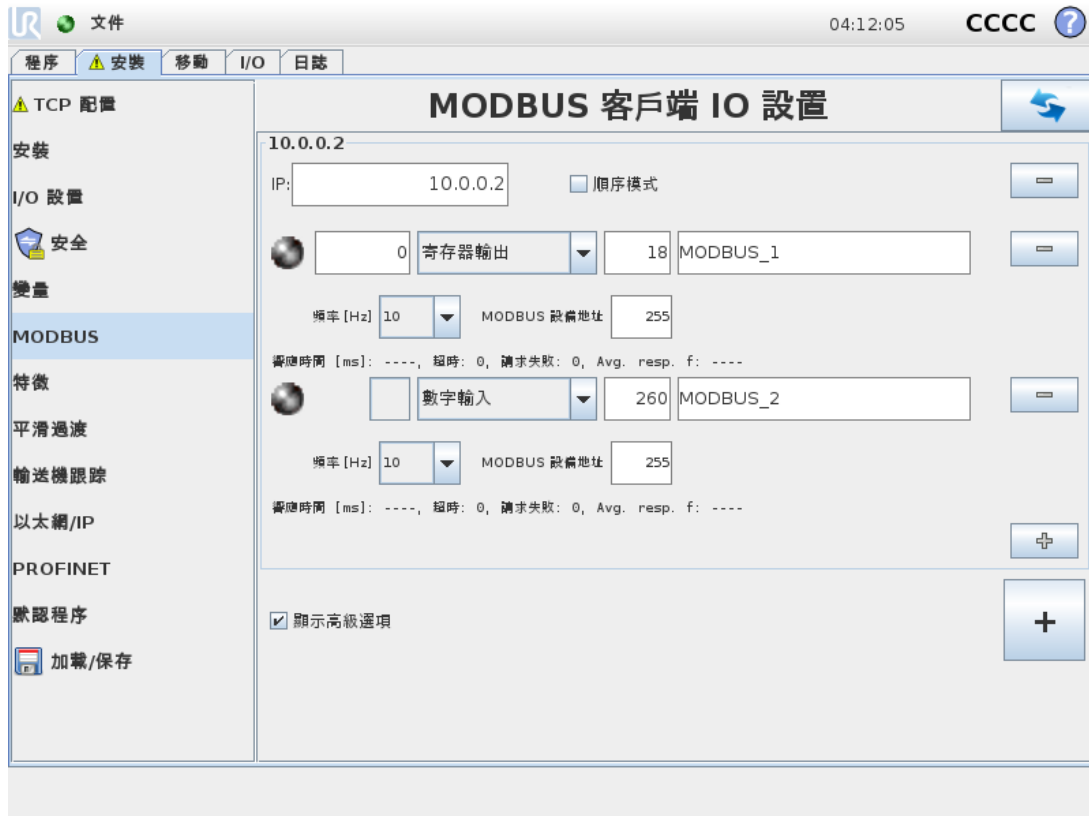 UR 文件 04:12:05 CCCC ?
程序 安裝 移動 I/O 日誌
TCP 配置
安裝
I/O 設置
安全
變量
MODBUS
特徵
平滑過渡
輸送機跟踪
以太網/IP
PROFINET
默認程序
加載/保存
MODBUS 客戶端 IO 設置
10.0.0.2
IP: 10.0.0.2 順序模式
0 寄存器輸出 18 MODBUS_1
頻率 [Hz] 10 MODBUS 設備地址 255
響應時間 [ms]: ----, 超時: 0, 請求失敗: 0, Avg. resp. f: ----
數字輸入 260 MODBUS_2
頻率 [Hz] 10 MODBUS 設備地址 255
響應時間 [ms]: ----, 超時: 0, 請求失敗: 0, Avg. resp. f: ----
顯示高級選項